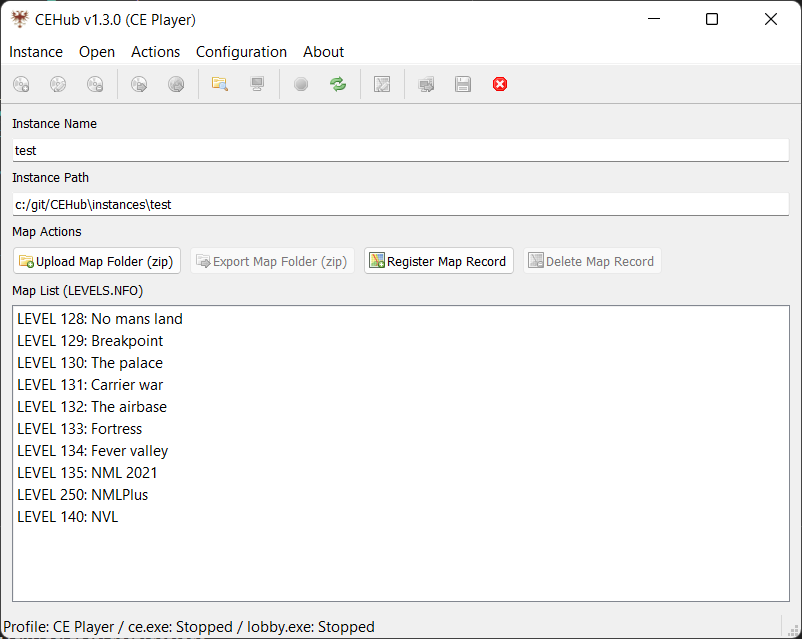 CEHub v1.3.0 (CE Player)
Instance Open Actions Configuration About
Instance Name
test
Instance Path
c:/git/CEHub\instances\test
Map Actions
Upload Map Folder (zip) Export Map Folder (zip) Register Map Record Delete Map Record
Map List (LEVELS.NFO)
LEVEL 128: No mans land
LEVEL 129: Breakpoint
LEVEL 130: The palace
LEVEL 131: Carrier war
LEVEL 132: The airbase
LEVEL 133: Fortress
LEVEL 134: Fever valley
LEVEL 135: NML 2021
LEVEL 250: NMLPlus
LEVEL 140: NVL
Profile: CE Player / ce.exe: Stopped / lobby.exe: Stopped